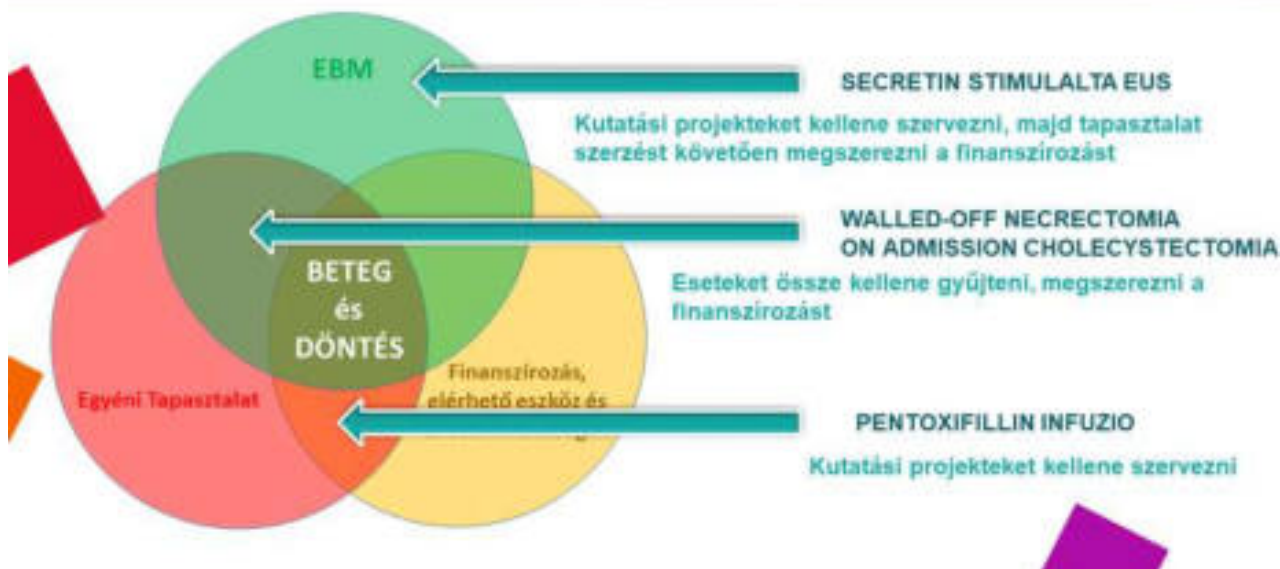 EBM
SECRETIN STIMULALTA EUS
Kutatási projekteket kellene szervezni, majd tapasztalat
szerzést követően megszerezni a finanszírozást
WALLED-OFF NECRECTOMIA
ON ADMISSION CHOLECYSTECTOMIA
Eseteket össze kellene gyűjteni, megszerezni a
finanszírozást
BETEG
és
DÖNTÉS
Egyéni Tapasztalat
Finanszírozás,
elérhető eszköz és
PENTOXIFILLIN INFUZIO
Kutatási projekteket kellene szervezni